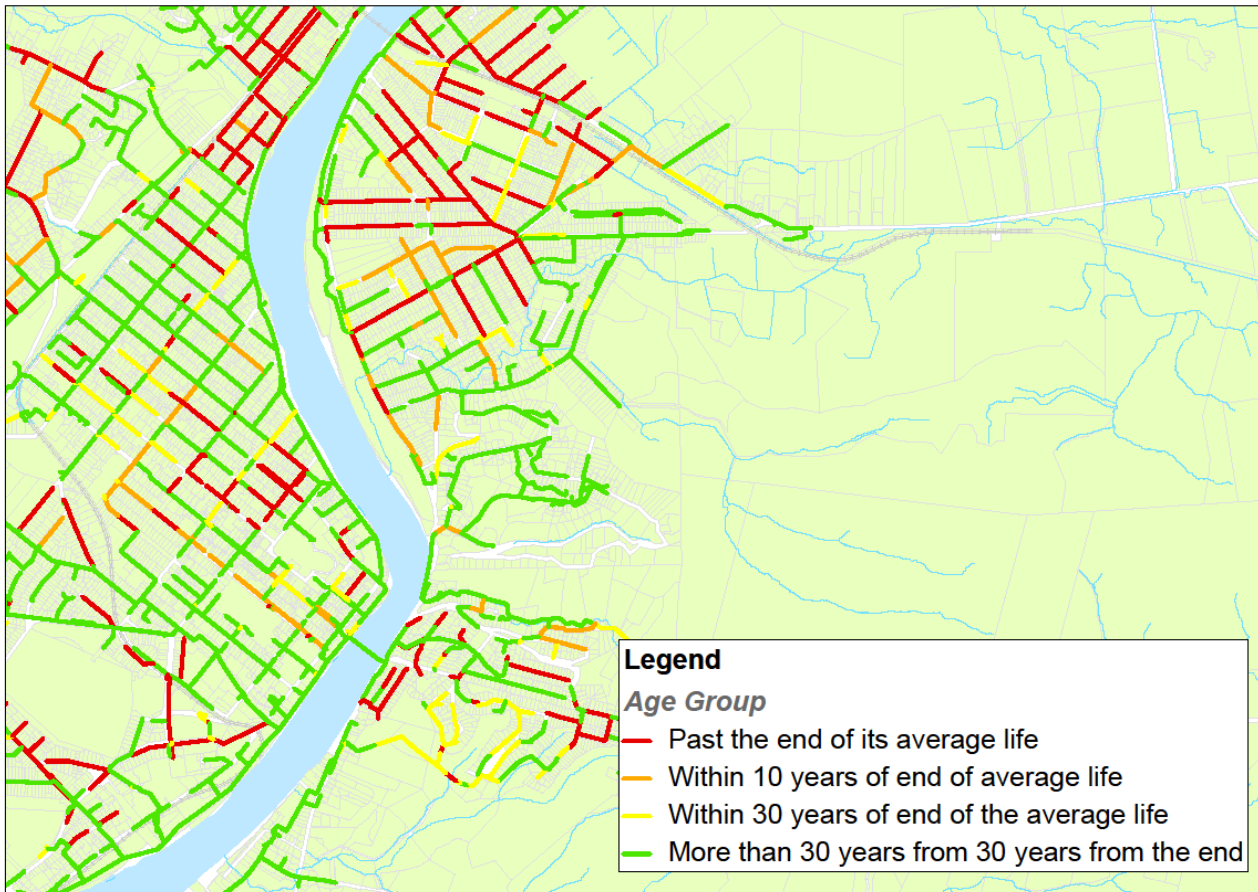 Legend
Age Group
Past the end of its average life
Within 10 years of end of average life
Within 30 years of end of the average life
More than 30 years from 30 years from the end